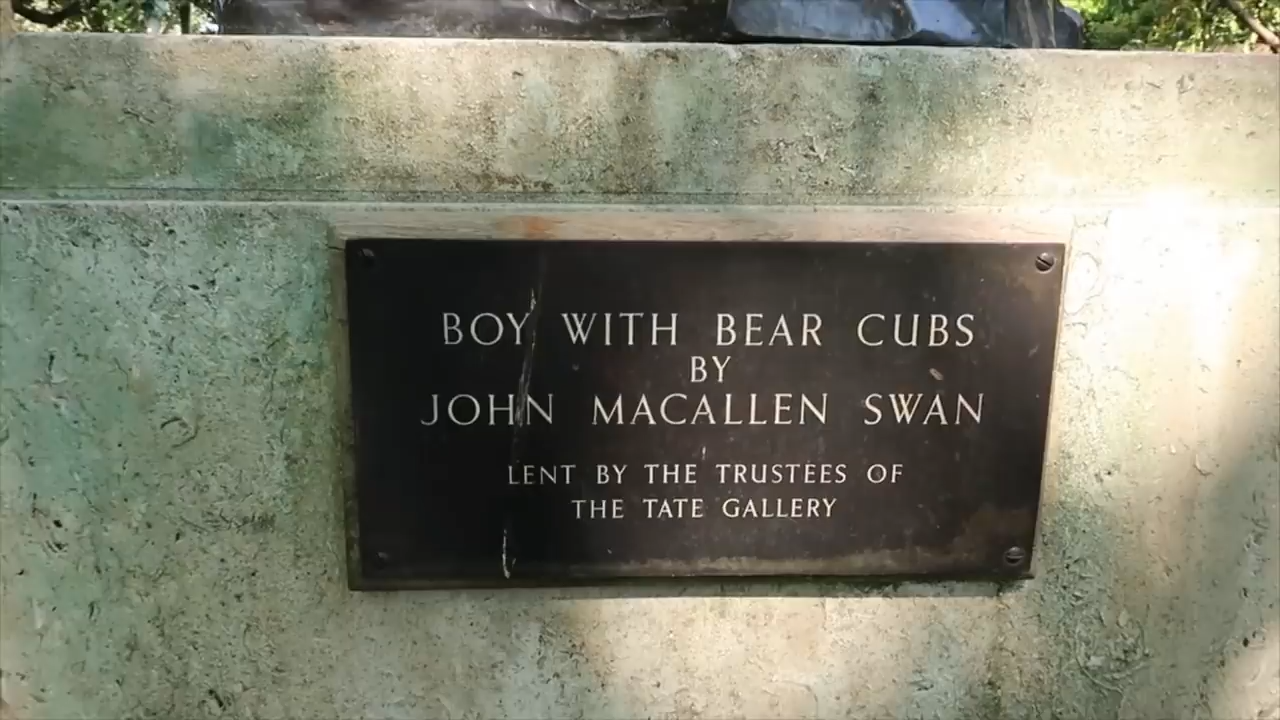 BOY WITH BEAR CUBS
BY
JOHN MACALLEN SWAN
LENT BY THE TRUSTEES OF
THE TATE GALLERY